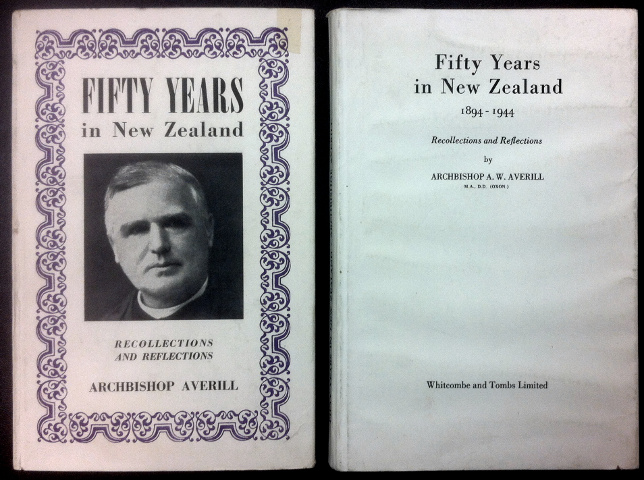 FIFTY YEARS
in New Zealand
RECOLLECTIONS
AND REFLECTIONS
ARCHBISHOP AVERILL
Fifty Years
in New Zealand
1894 - 1944
Recollections and Reflections
by
ARCHBISHOP A. W. AVERILL
M.A., D.D. (OXON.)
Whitcombe and Tombs Limited